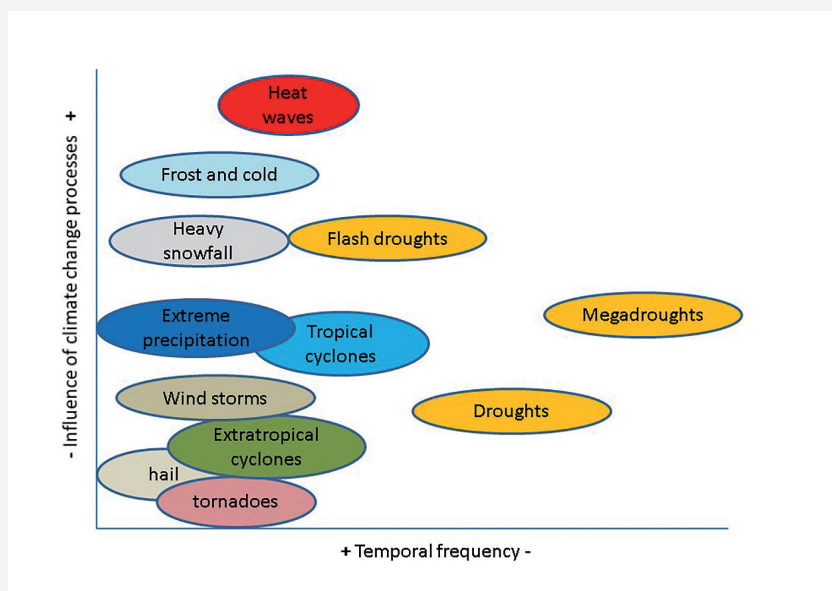 Heat
waves
Frost and cold
Heavy
snowfall
Flash droughts
Extreme
precipitation
Tropical
cyclones
Megadroughts
Wind storms
Droughts
Extratropical
cyclones
hail
tornadoes
- Influence of climate change processes +
+ Temporal frequency -